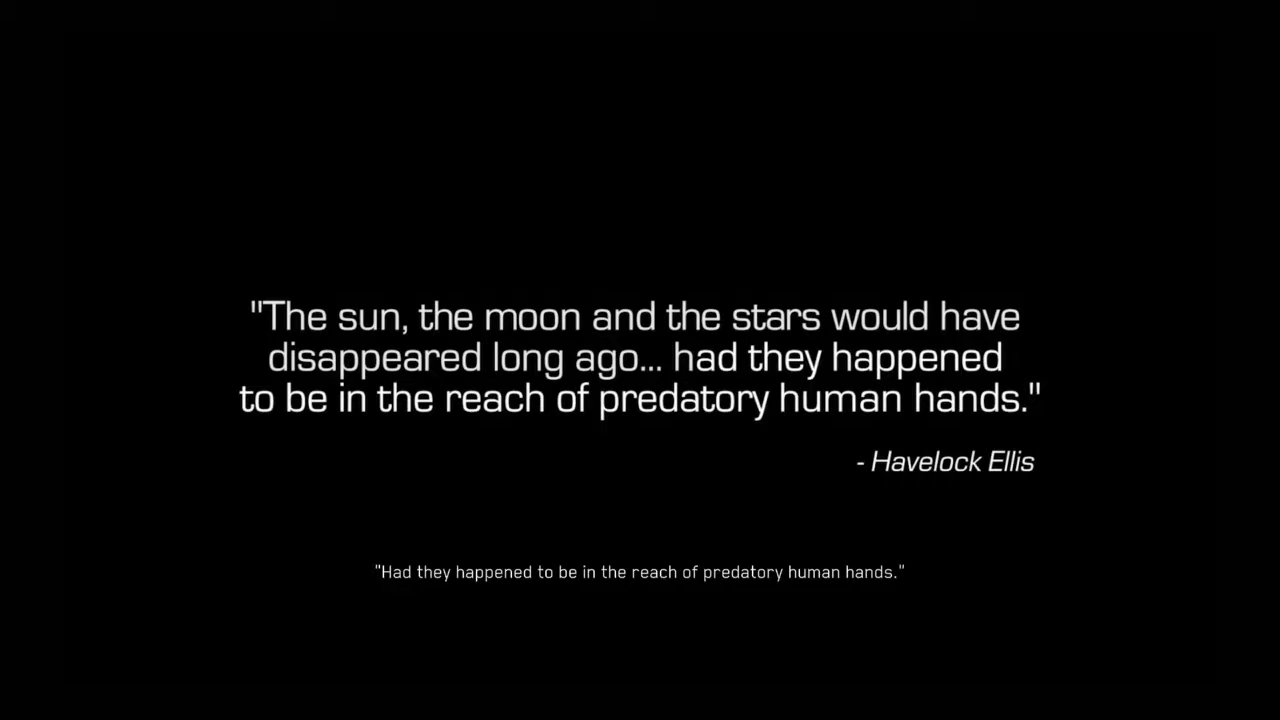 "The sun, the moon and the stars would have
disappeared long ago... had they happened
to be in the reach of predatory human hands."
- Havelock Ellis
"Had they happened to be in the reach of predatory human hands."